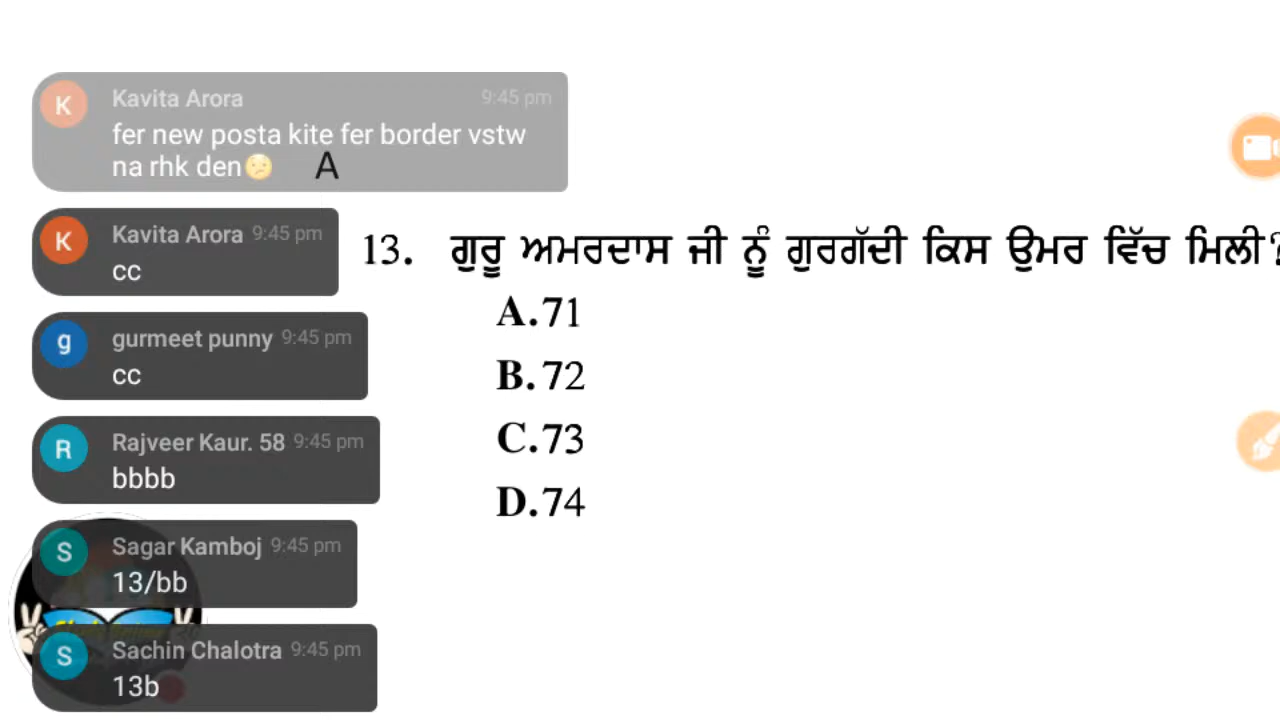 Kavita Arora 9:45 pm
fer new posta kite fer border vstw
na rhk den😕 A
Kavita Arora 9:45 pm
cc
13. ਗੁਰੂ ਅਮਰਦਾਸ ਜੀ ਨੂੰ ਗੁਰਗੱਦੀ ਕਿਸ ਉਮਰ ਵਿੱਚ ਮਿਲੀ?
A. 71
B. 72
C. 73
D. 74
gurmeet punny 9:45 pm
cc
Rajveer Kaur. 58 9:45 pm
bbbb
Sagar Kamboj 9:45 pm
13/bb
Sachin Chalotra 9:45 pm
13b